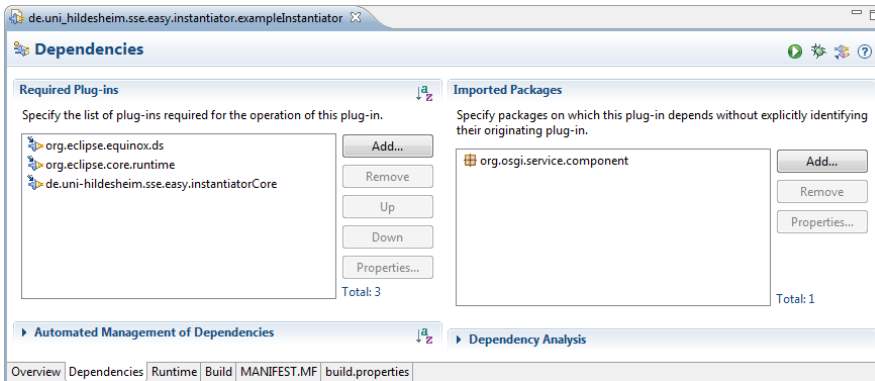 de.uni_hildesheim.sse.easy.instantiator.exampleInstantiator
Dependencies
Required Plug-ins
Specify the list of plug-ins required for the operation of this plug-in.
org.eclipse.equinox.ds
org.eclipse.core.runtime
de.uni-hildesheim.sse.easy.instantiatorCore
Add...
Remove
Up
Down
Properties...
Total: 3
Imported Packages
Specify packages on which this plug-in depends without explicitly identifying
their originating plug-in.
org.osgi.service.component
Add...
Remove
Properties...
Total: 1
Automated Management of Dependencies
Dependency Analysis
Overview Dependencies Runtime Build MANIFEST.MF build.properties